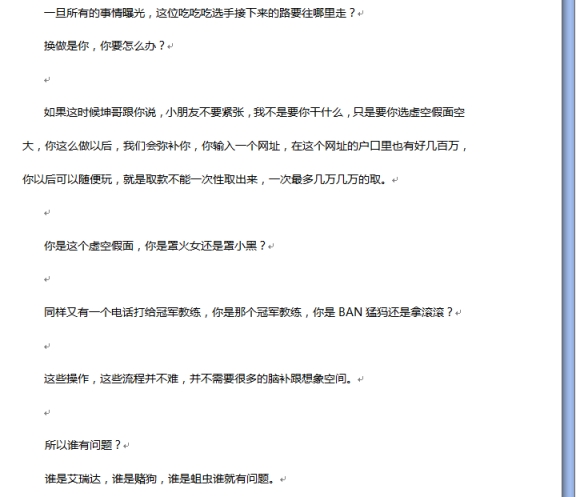 一旦所有的事情曝光，这位吃吃吃选手接下来的路要往哪里走？
换做是你，你要怎么办？
如果这时候坤哥跟你说，小朋友不要紧张，我不是要你干什么，只是要你选虚空假面空
大，你这么做以后，我们会弥补你，你输入一个网址，在这个网址的户口里也有好几百万，
你以后可以随便玩，就是取款不能一次性取出来，一次最多几万几万的取。
你是这个虚空假面，你是罩火女还是罩小黑？
同样又有一个电话打给冠军教练，你是那个冠军教练，你是 BAN 猛犸还是拿滚滚？
这些操作，这些流程并不难，并不需要很多的脑补跟想象空间。
所以谁有问题？
谁是艾瑞达，谁是赌狗，谁是蛆虫谁就有问题。